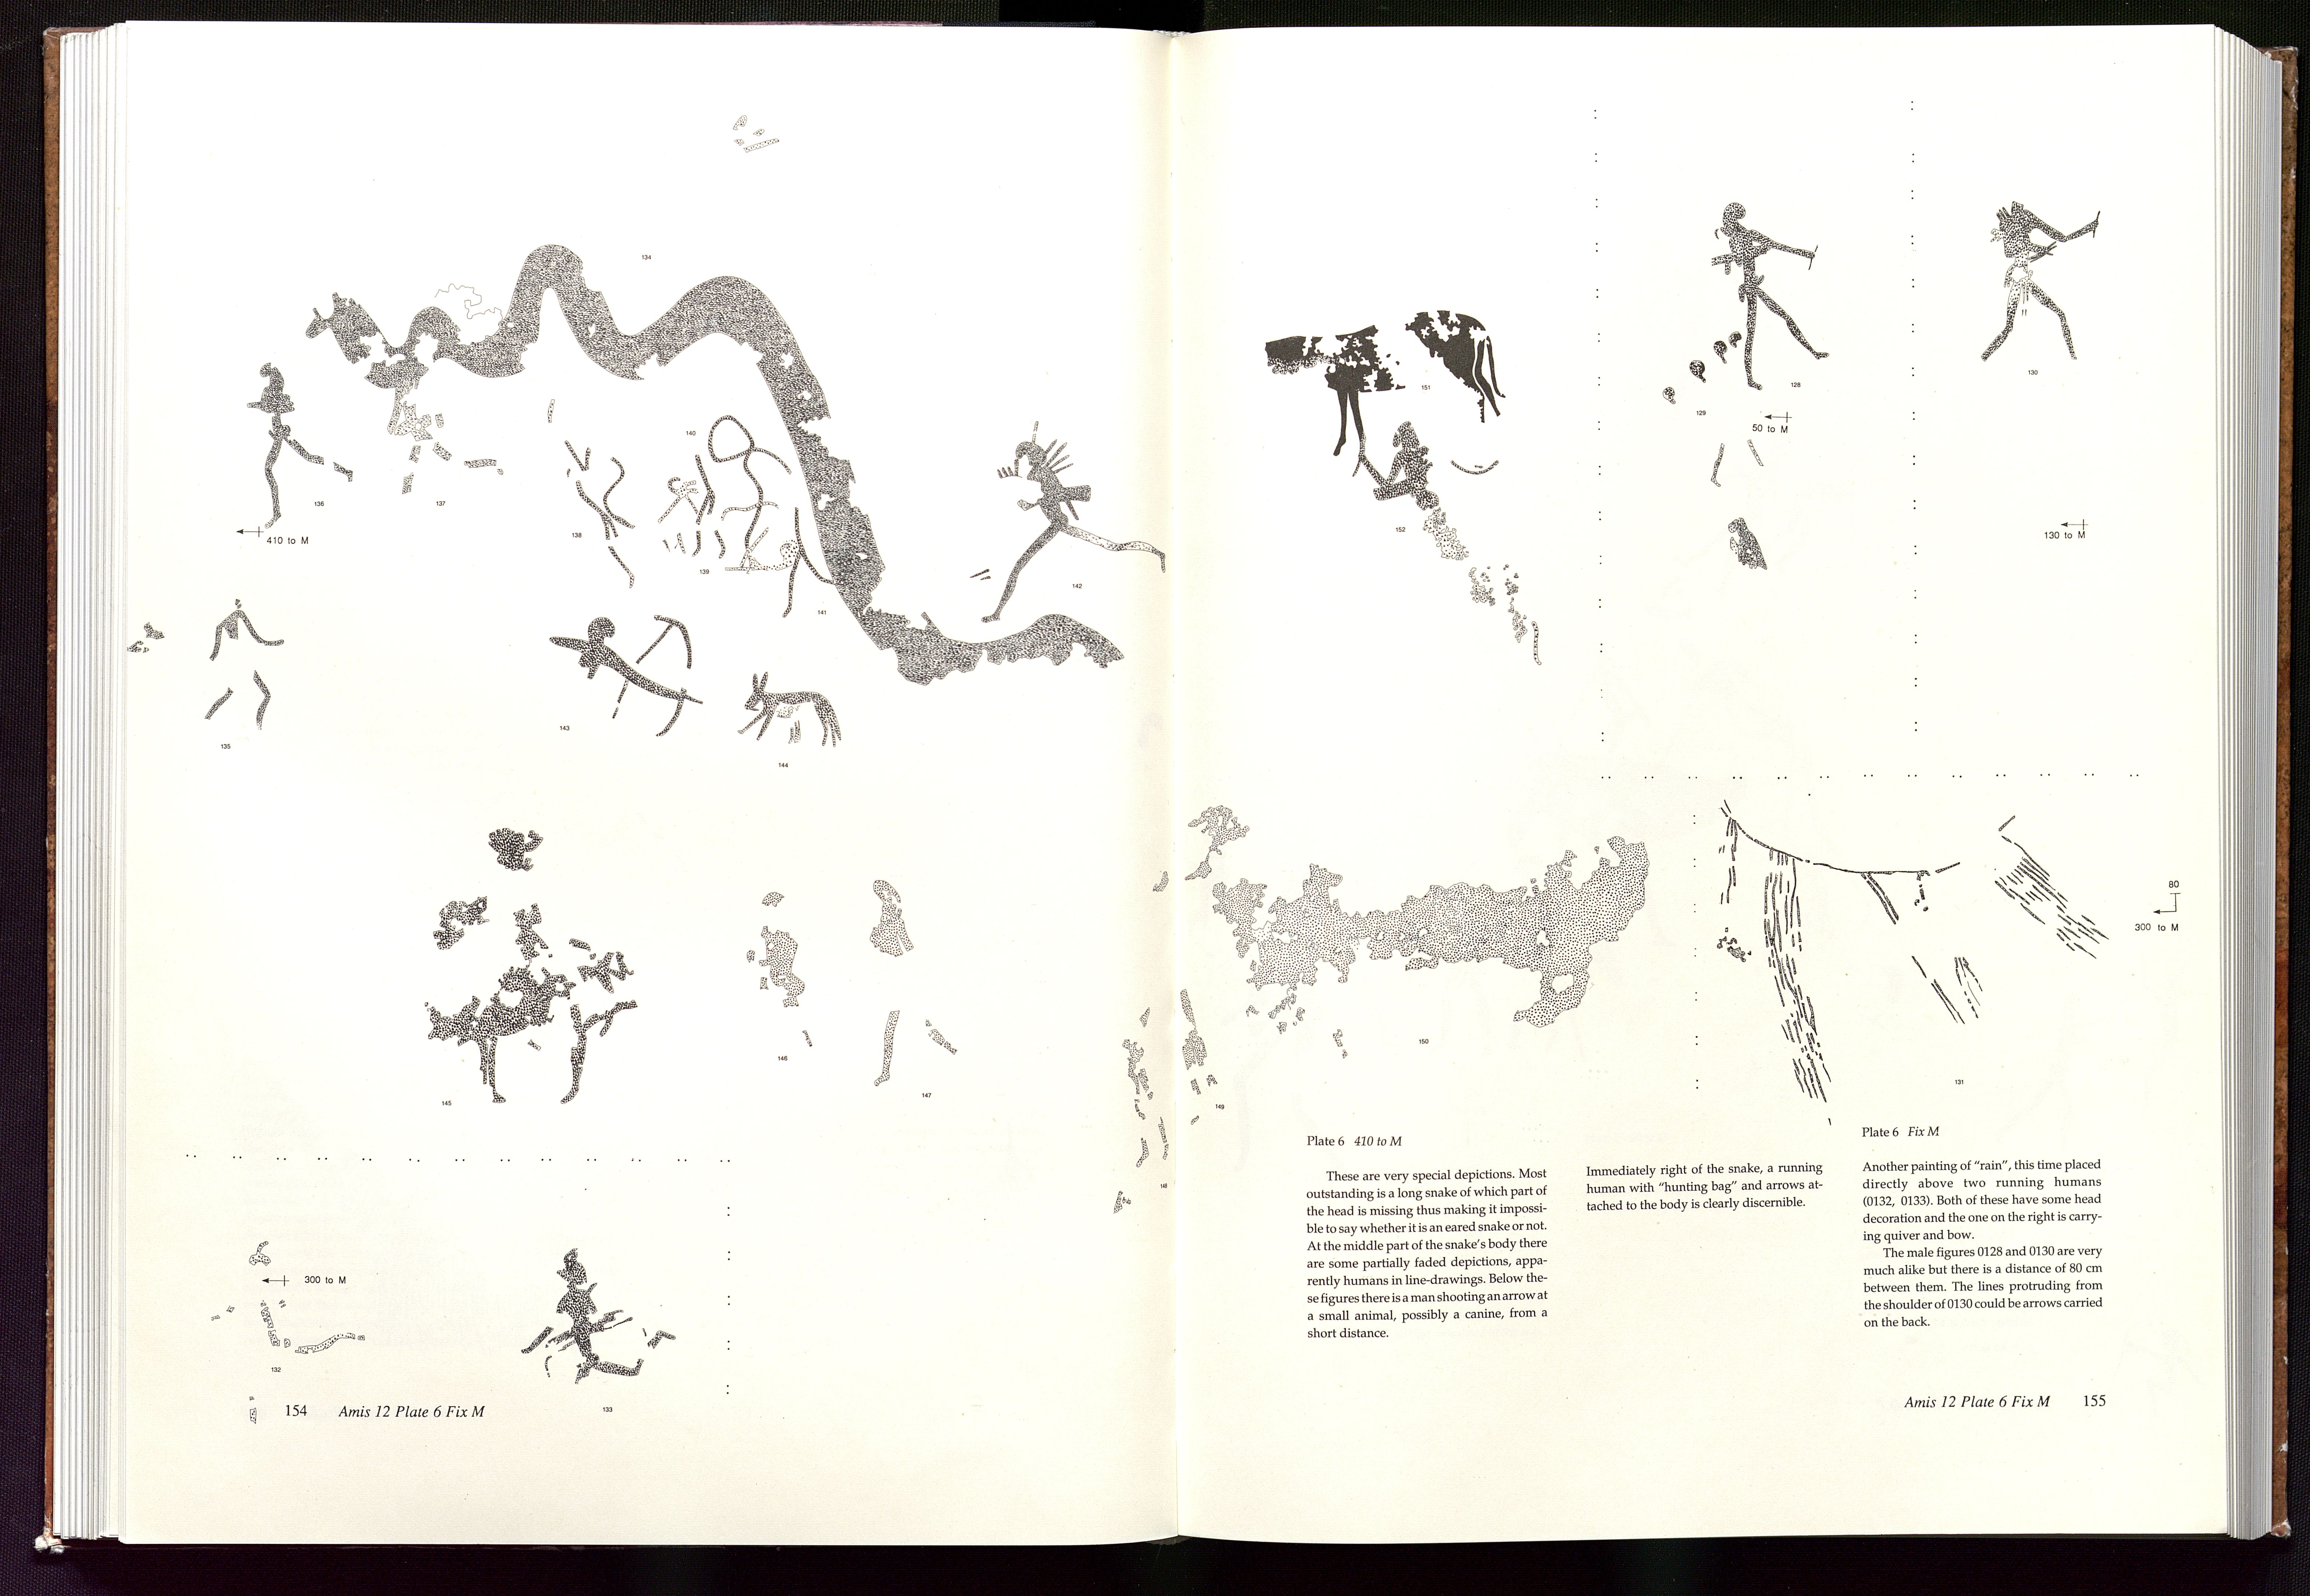 134
140
136
137
410 to M
138
139
141
142
135
143
144
145
146
147
148
300 to M
132
133
154 Amis 12 Plate 6 Fix M
151
152
128
129
50 to M
130
130 to M
80
300 to M
150
149
131
Plate 6 410 to M
These are very special depictions. Most
outstanding is a long snake of which part of
the head is missing thus making it impossi-
ble to say whether it is an eared snake or not.
At the middle part of the snake's body there
are some partially faded depictions, appa-
rently humans in line-drawings. Below the-
se figures there is a man shooting an arrow at
a small animal, possibly a canine, from a
short distance.
Immediately right of the snake, a running
human with “hunting bag” and arrows at-
tached to the body is clearly discernible.
Plate 6 Fix M
Another painting of “rain”, this time placed
directly above two running humans
(0132, 0133). Both of these have some head
decoration and the one on the right is carry-
ing quiver and bow.
The male figures 0128 and 0130 are very
much alike but there is a distance of 80 cm
between them. The lines protruding from
the shoulder of 0130 could be arrows carried
on the back.
Amis 12 Plate 6 Fix M 155